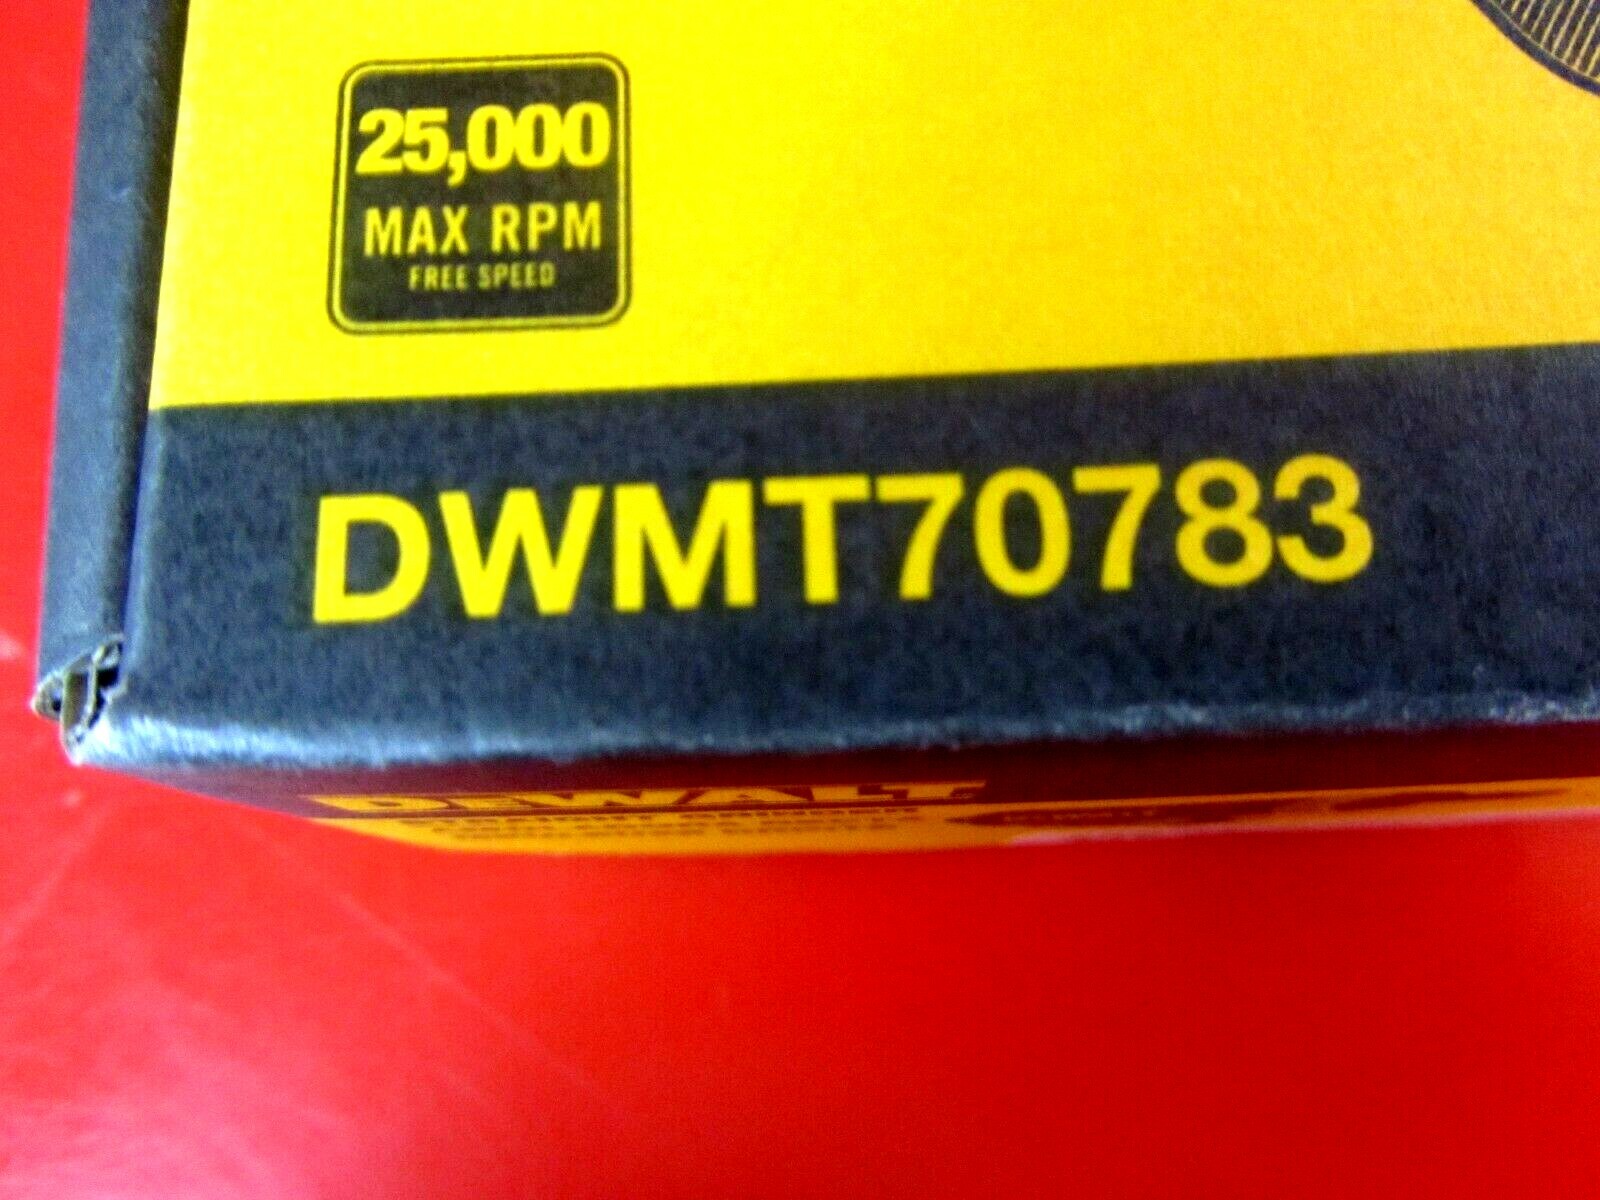 25,000
MAX RPM
FREE SPEED
DWMT70783
DEWALT